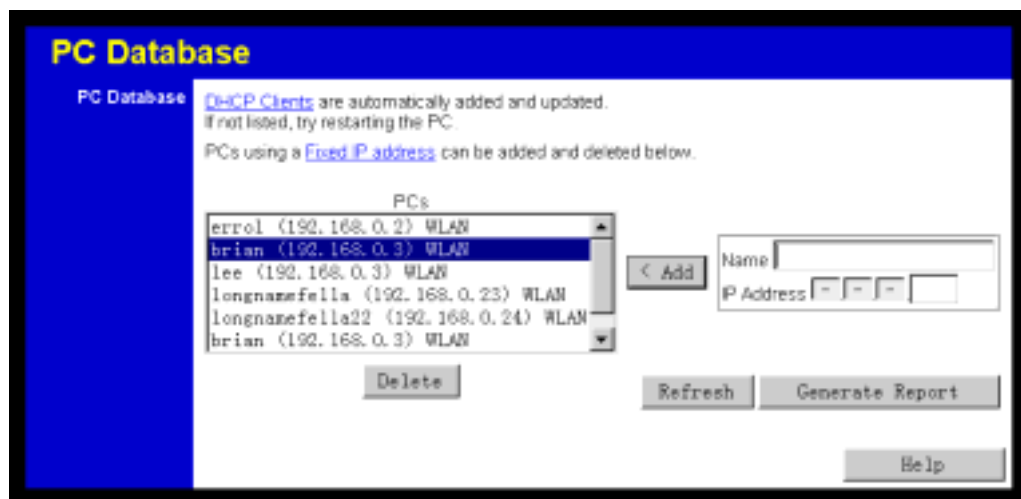 PC Database
PC Database
DHCP Clients are automatically added and updated.
If not listed, try restarting the PC.
PCs using a Fixed IP address can be added and deleted below.
PCs
errol (192.168.0.2) WLAN
brian (192.168.0.3) WLAN
lee (192.168.0.3) WLAN
longnamefella (192.168.0.23) WLAN
longnamefella22 (192.168.0.24) WLAN
brian (192.168.0.3) WLAN
< Add
Name
IP Address - - -
Delete
Refresh
Generate Report
Help